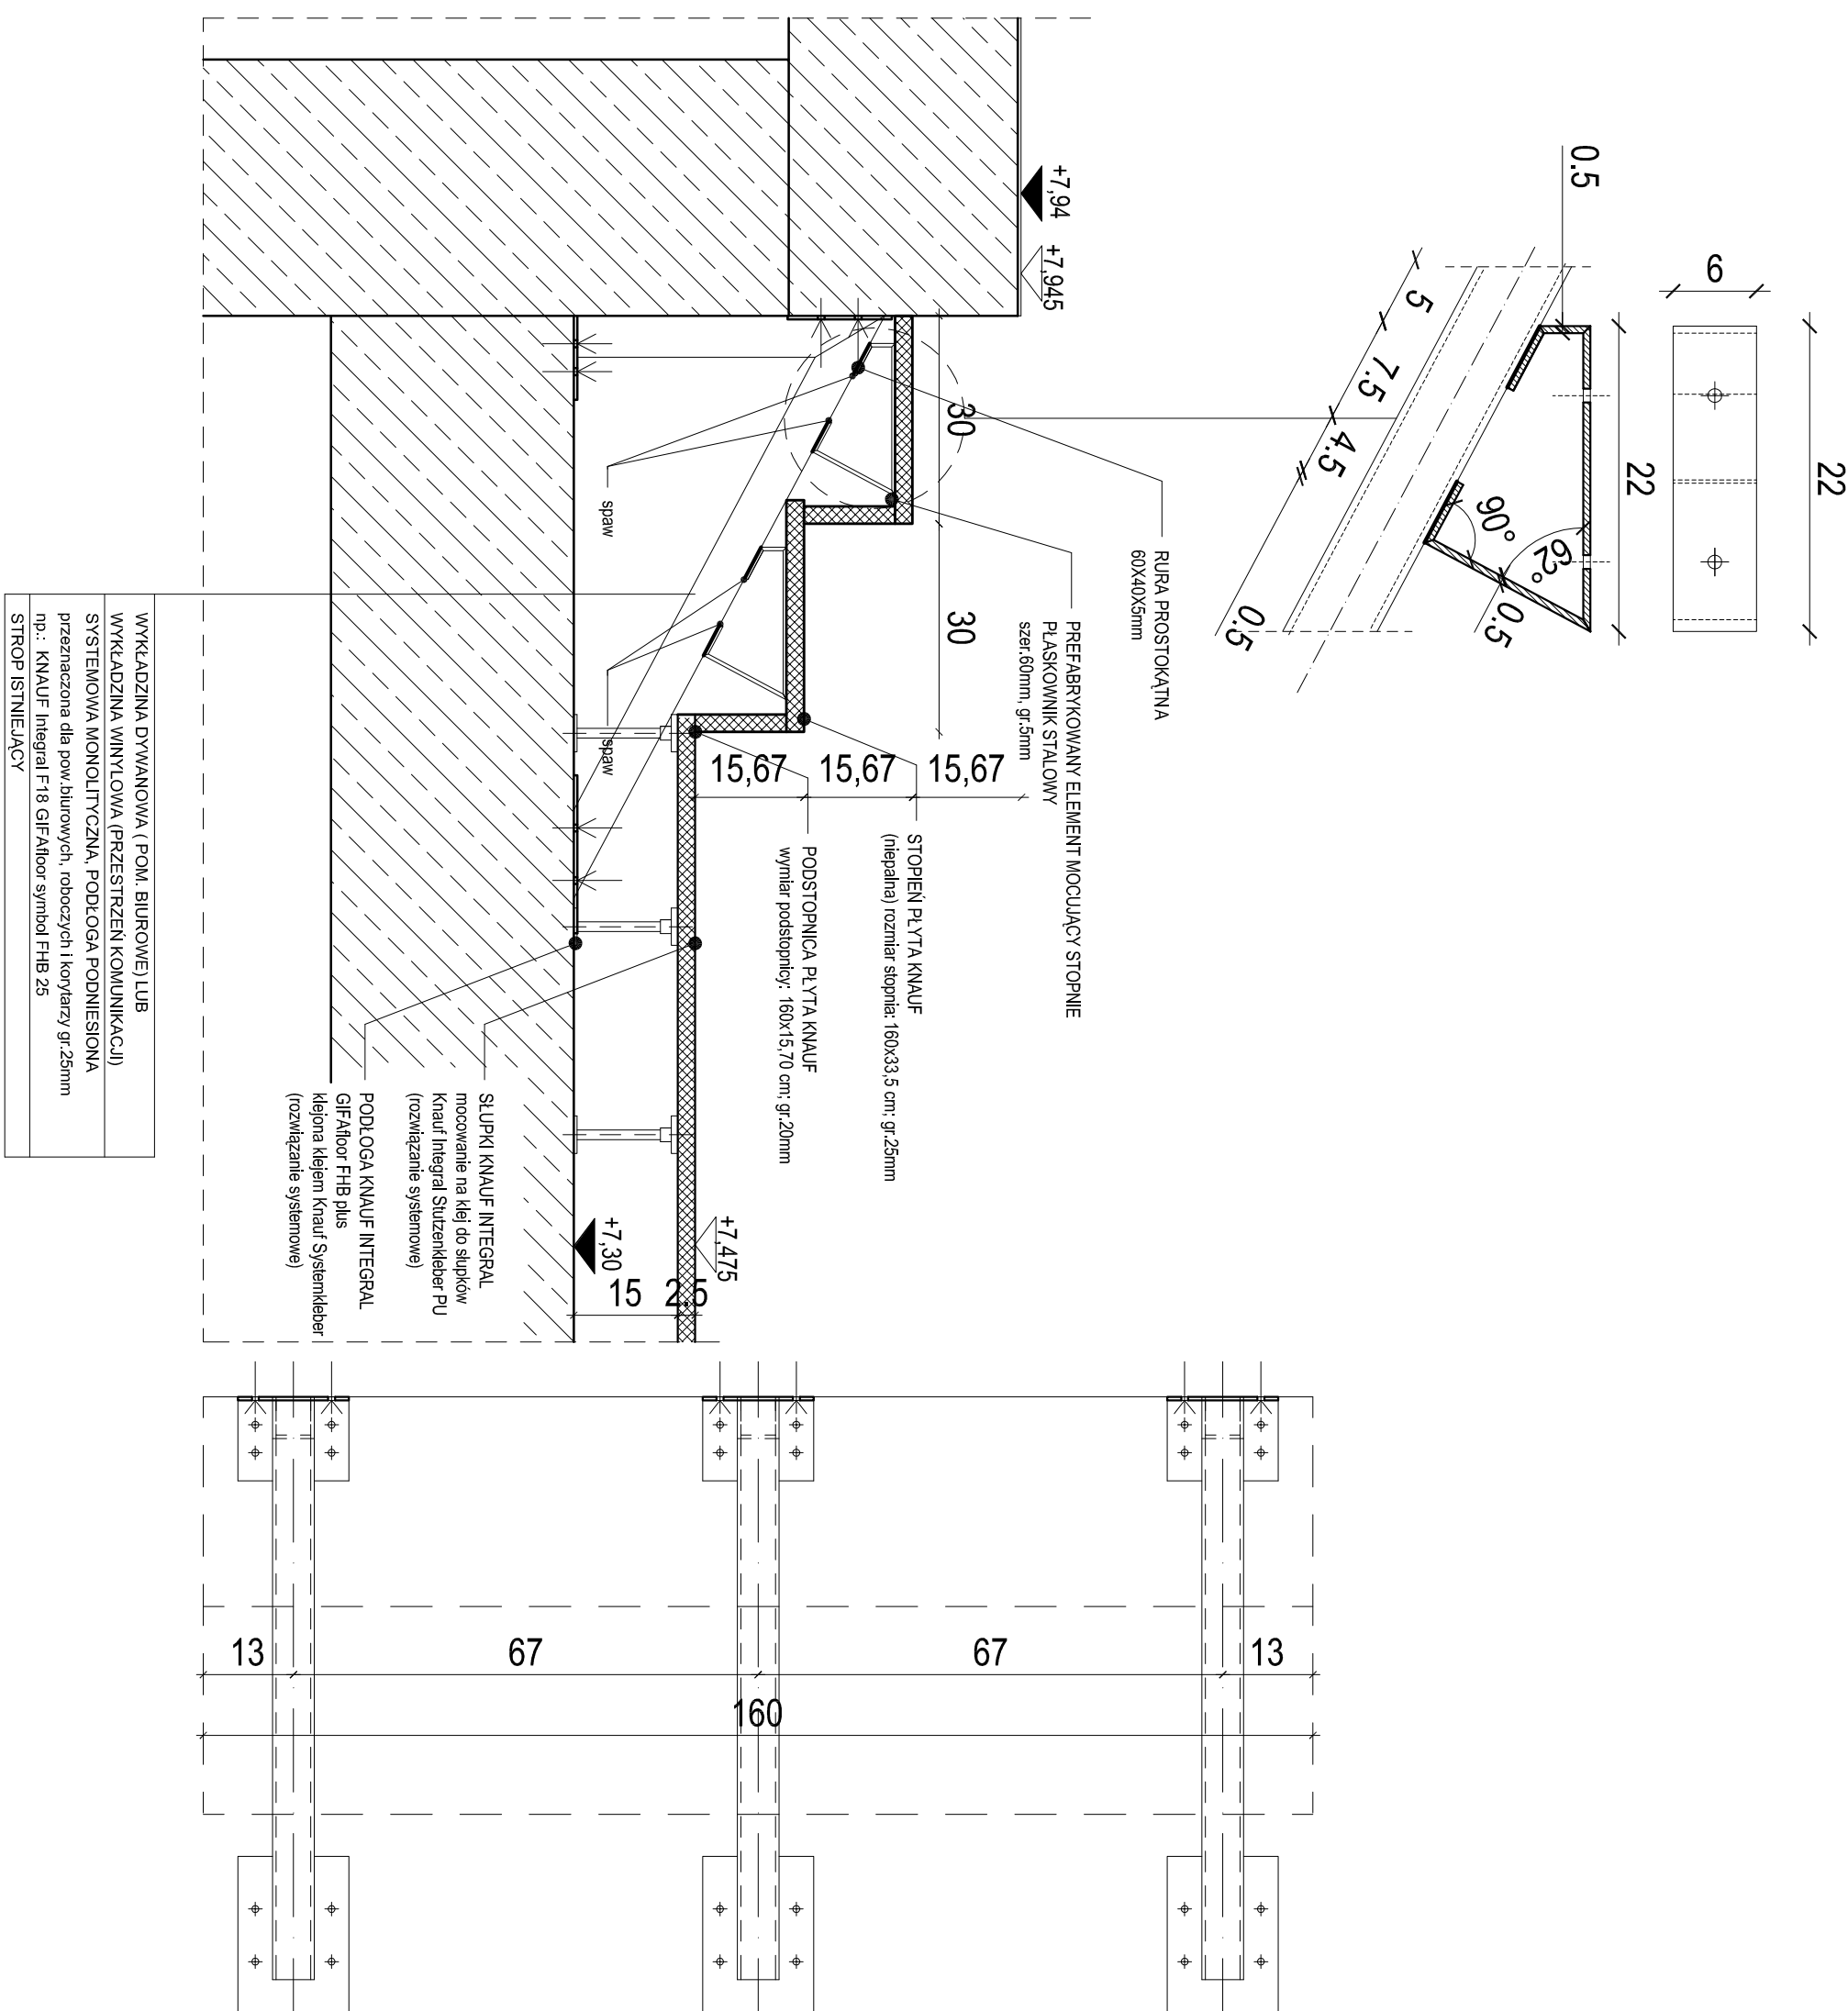 0.5
6
22
22
5
7.5
4.5
90°
62°
0.5
0.5
+7,94
+7,945
30
30
RURA PROSTOKĄTNA
60X40X5mm
PREFABRYKOWANY ELEMENT MOCUJĄCY STOPNIE
PŁASKOWNIK STALOWY
szer.60mm, gr.5mm
15,67
15,67
15,67
STOPIEŃ PŁYTA KNAUF
(niepalna) rozmiar stopnia: 160x33,5 cm; gr.25mm
PODSTOPNICA PŁYTA KNAUF
wymiar podstopnicy: 160x15,70 cm; gr.20mm
spaw
spaw
+7,475
+7,30
15
2.5
SŁUPKI KNAUF INTEGRAL
mocowanie na klej do słupków
Knauf Integral Stutzenkleber PU
(rozwiązanie systemowe)
PODŁOGA KNAUF INTEGRAL
GIFAfloor FHB plus
klejona klejem Knauf Systemkleber
(rozwiązanie systemowe)
WYKŁADZINA DYWANOWA ( POM. BIUROWE) LUB
WYKŁADZINA WINYLOWA (PRZESTRZEŃ KOMUNIKACJI)
SYSTEMOWA MONOLITYCZNA, PODŁOGA PODNIESIONA
przeznaczona dla pow.biurowych, roboczych i korytarzy gr.25mm
np.: KNAUF Integral F18 GIFAfloor symbol FHB 25
STROP ISTNIEJĄCY
13
67
67
13
160